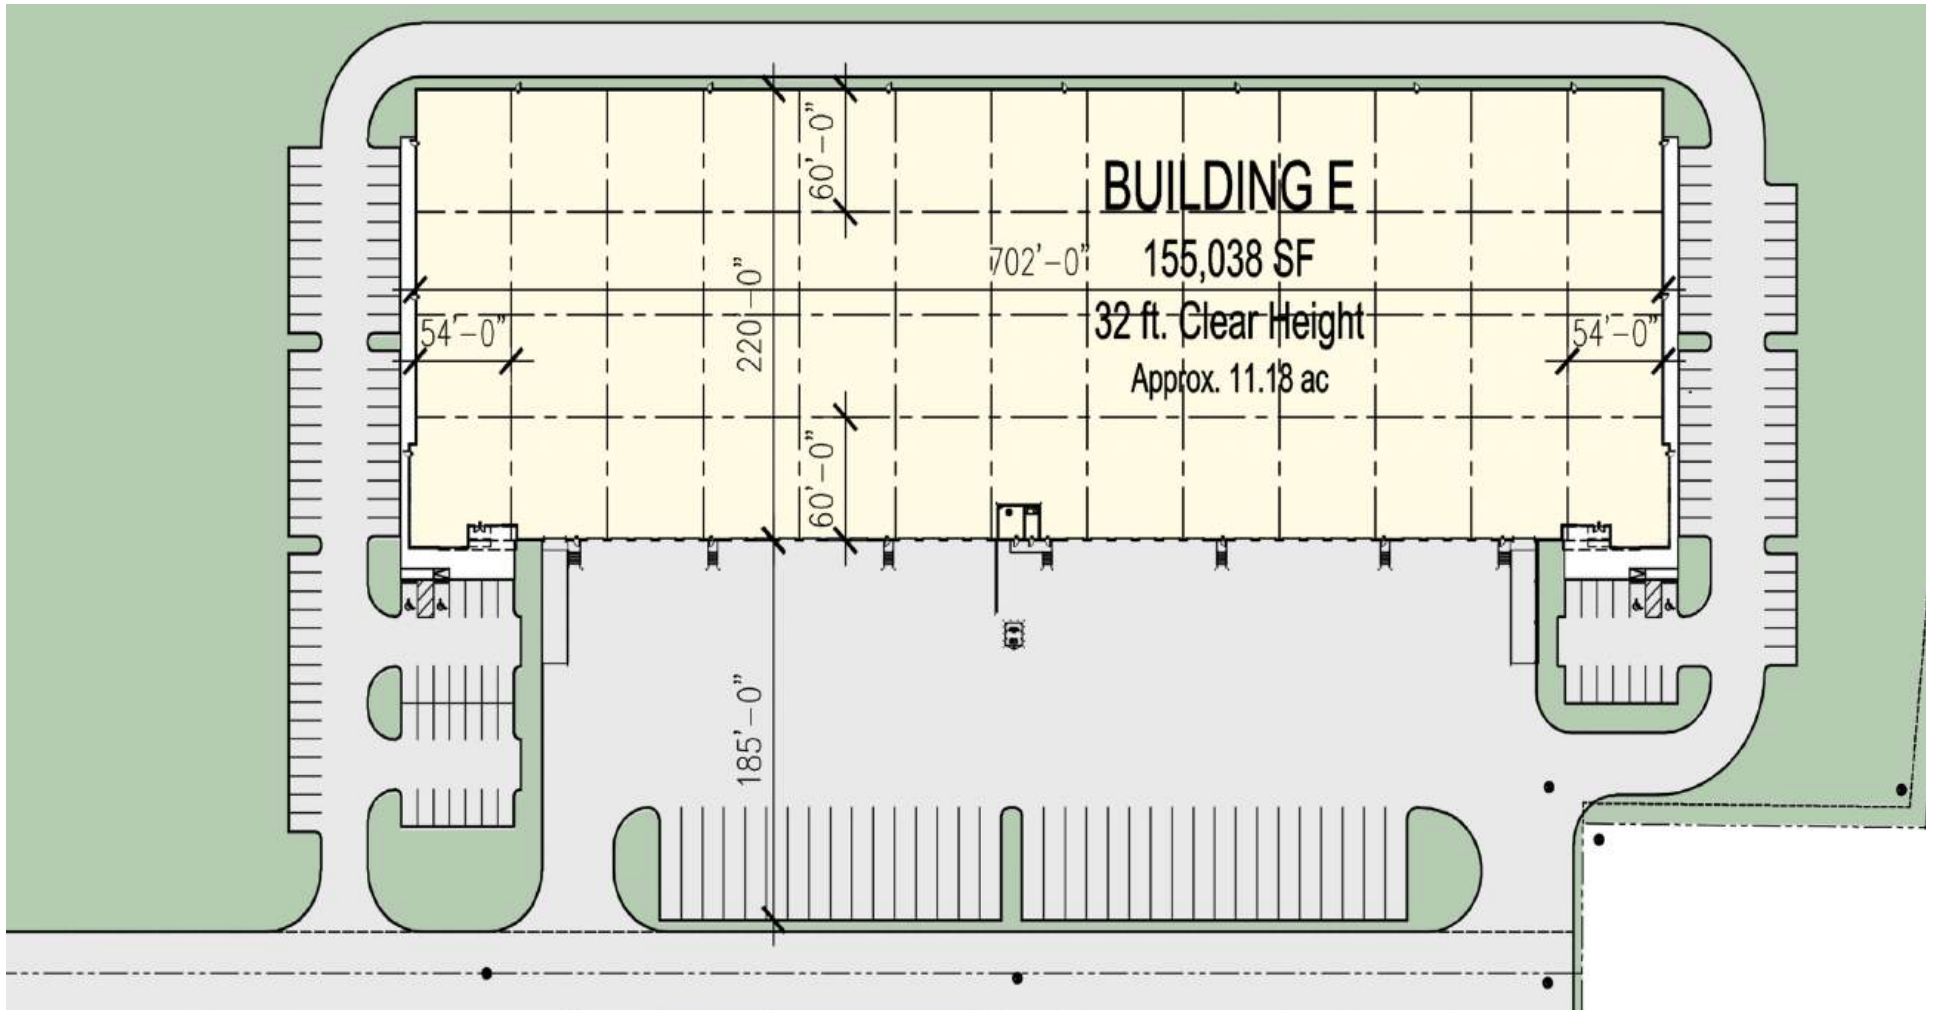 60'-0"
BUILDING E
702'-0"
155,038 SF
220'-0"
54'-0"
32 ft. Clear Height
54'-0"
Approx. 11.18 ac
60'-0"
185'-0"